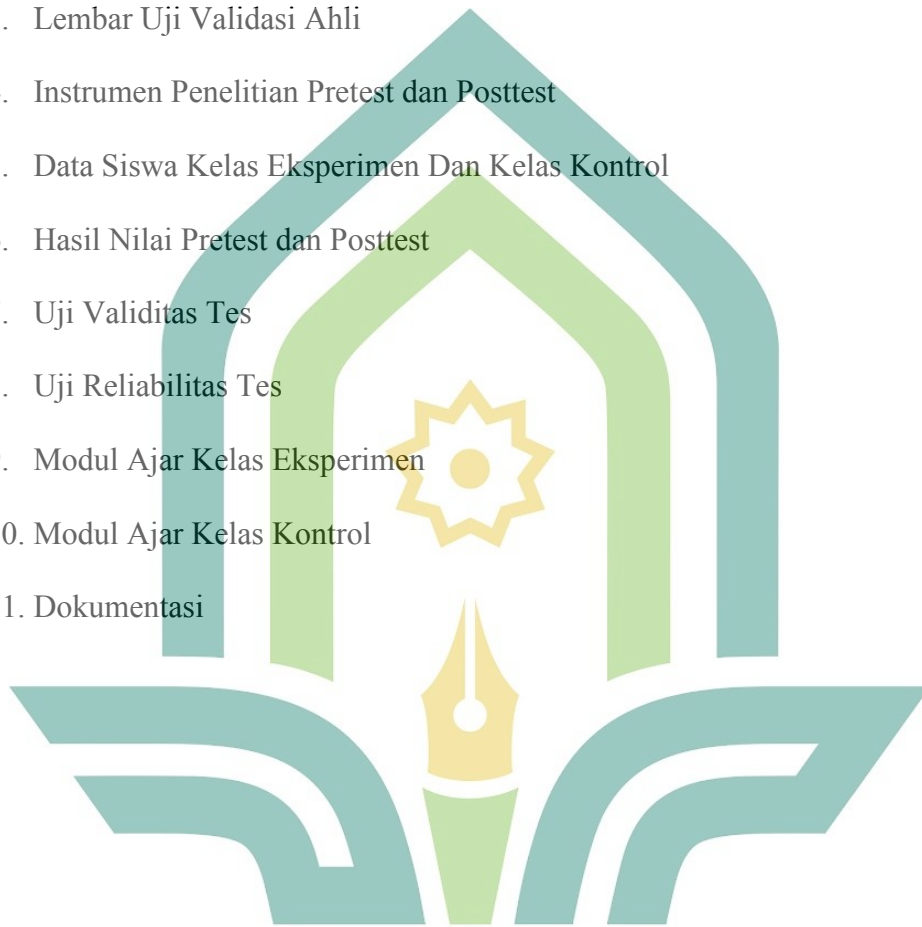 . Lembar Uji Validasi Ahli
. Instrumen Penelitian Pretest dan Posttest
. Data Siswa Kelas Eksperimen Dan Kelas Kontrol
. Hasil Nilai Pretest dan Posttest
. Uji Validitas Tes
. Uji Reliabilitas Tes
. Modul Ajar Kelas Eksperimen
0. Modul Ajar Kelas Kontrol
1. Dokumentasi